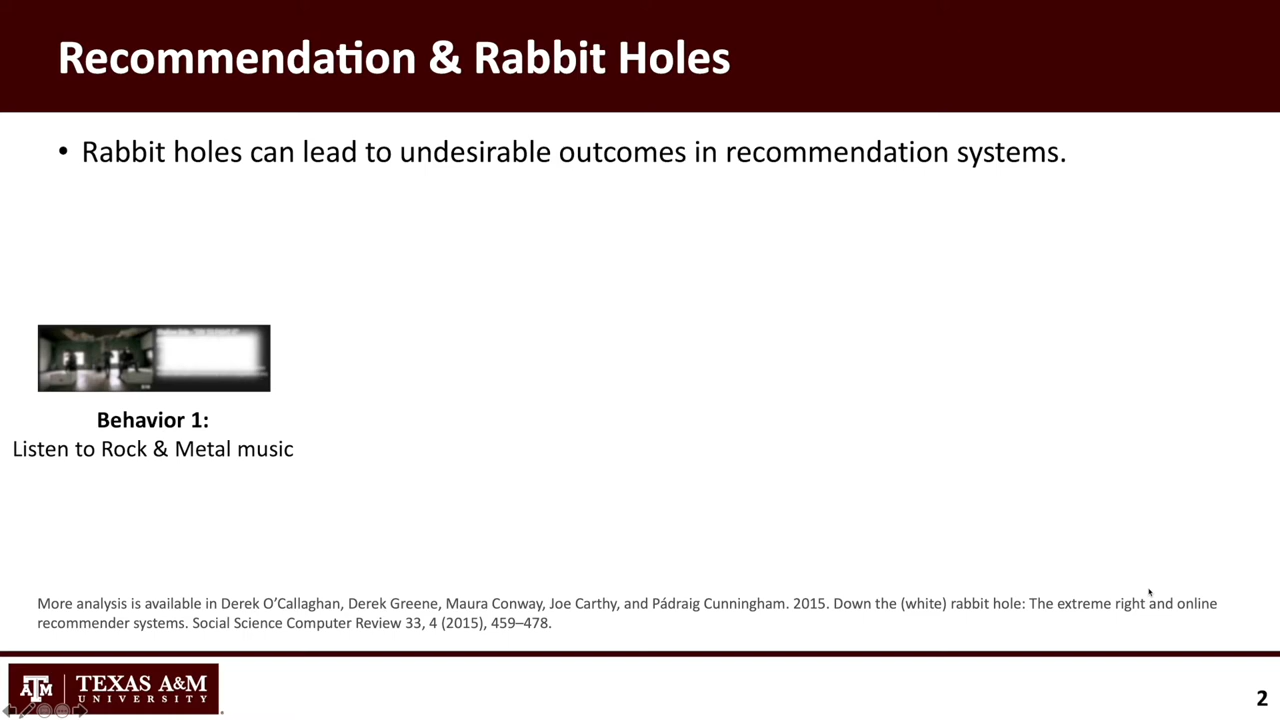 Recommendation & Rabbit Holes
• Rabbit holes can lead to undesirable outcomes in recommendation systems.
Behavior 1:
Listen to Rock & Metal music
More analysis is available in Derek O’Callaghan, Derek Greene, Maura Conway, Joe Carthy, and Pádraig Cunningham. 2015. Down the (white) rabbit hole: The extreme right and online
recommender systems. Social Science Computer Review 33, 4 (2015), 459–478.
ATM
TEXAS A&M
UNIVERSITY
2